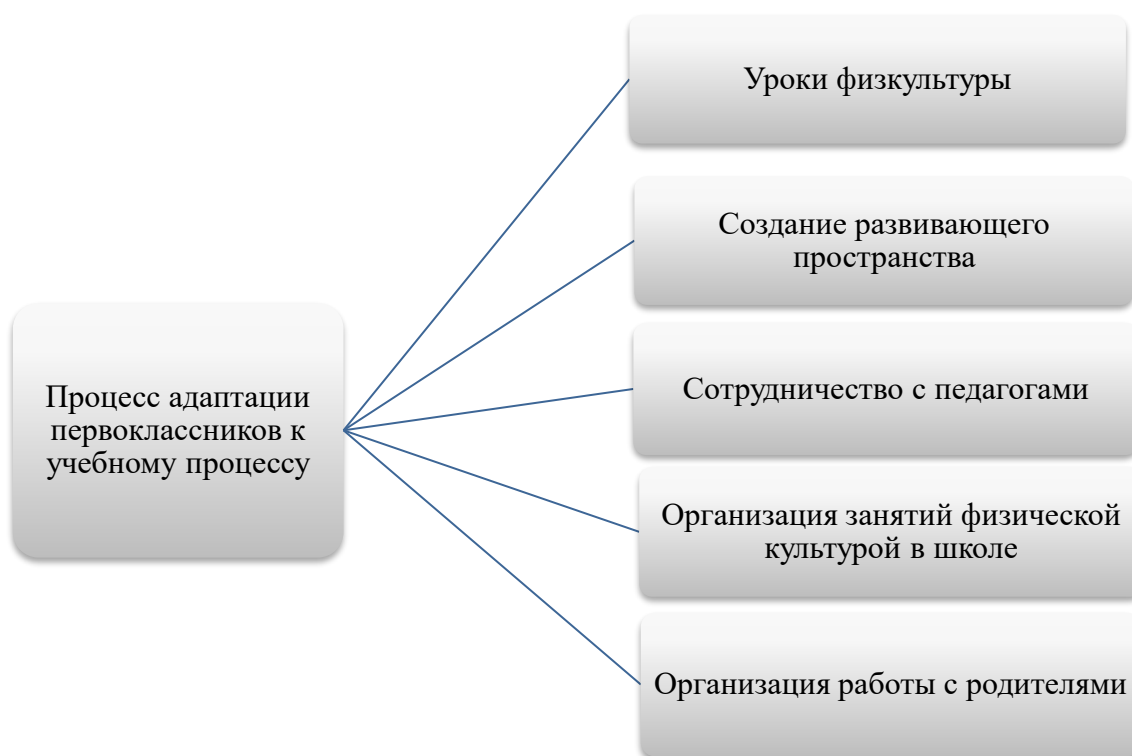 Уроки физкультуры
Создание развивающего
пространства
Процесс адаптации
первоклассников к
учебному процессу
Сотрудничество с педагогами
Организация занятий физической
культурой в школе
Организация работы с родителями